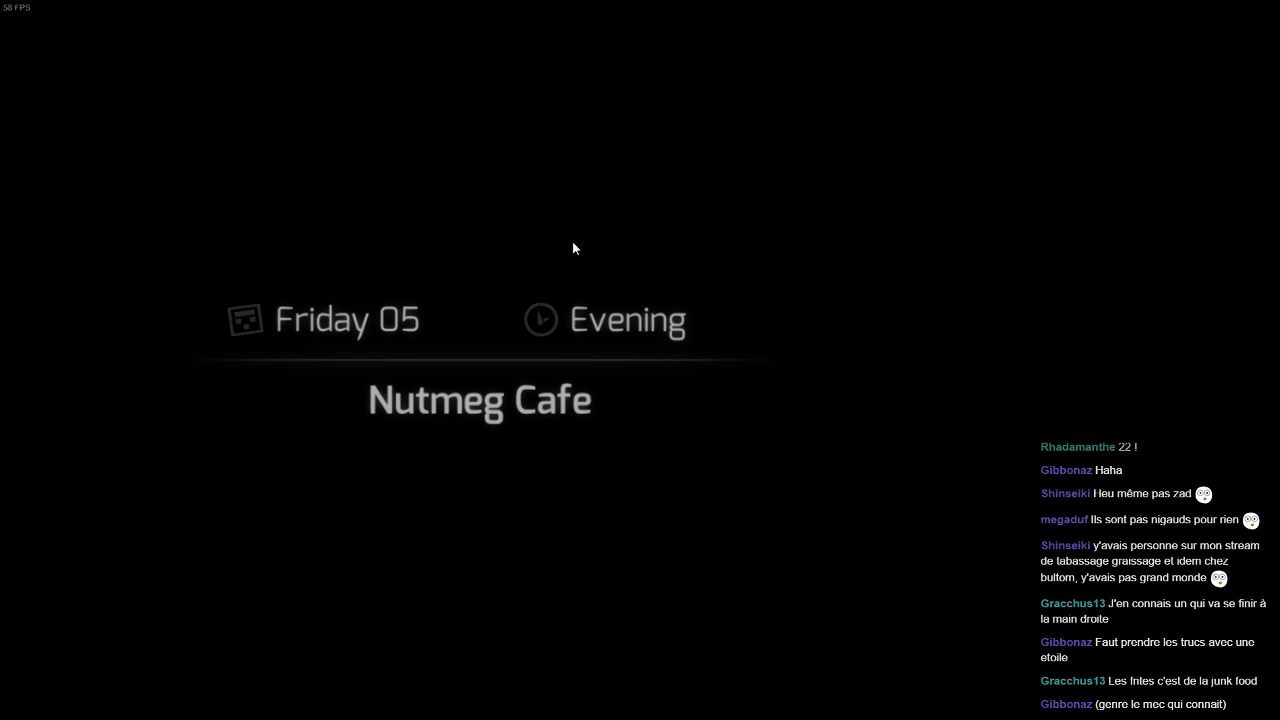 58 FPS
Friday 05
Evening
Nutmeg Cafe
Rhadamanthe 22 !
Gibbonaz Haha
Shinseiki Heu même pas zad
megaduf Ils sont pas nigauds pour rien
Shinseiki y'avais personne sur mon stream
de tabassage graissage et idem chez
bultom, y'avais pas grand monde
Gracchus13 J'en connais un qui va se finir à
la main droite
Gibbonaz Faut prendre les trucs avec une
etoile
Gracchus13 Les frites c'est de la junk food
Gibbonaz (genre le mec qui connait)